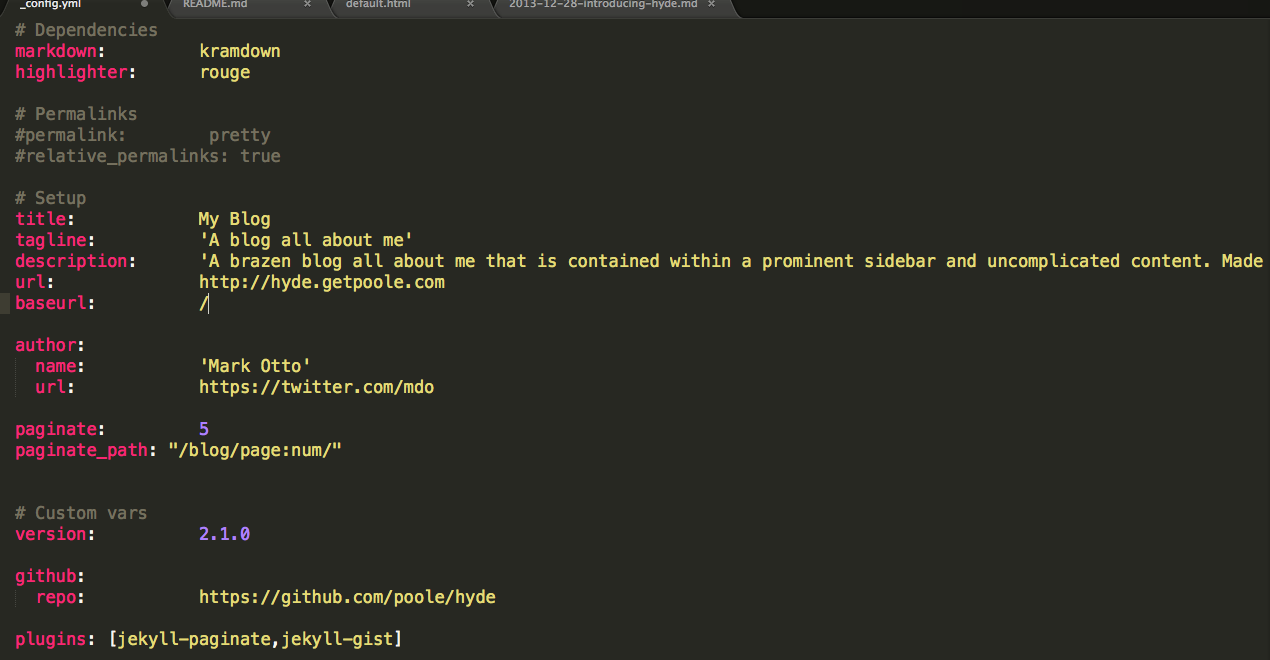 _config.yml README.md default.html 2013-12-28-introducing-hyde.md
# Dependencies
markdown: kramdown
highlighter: rouge
# Permalinks
#permalink: pretty
#relative_permalinks: true
# Setup
title: My Blog
tagline: 'A blog all about me'
description: 'A brazen blog all about me that is contained within a prominent sidebar and uncomplicated content. Made
url: http://hyde.getpoole.com
baseurl: /
author:
name: 'Mark Otto'
url: https://twitter.com/mdo
paginate: 5
paginate_path: "/blog/page:num/"
# Custom vars
version: 2.1.0
github:
repo: https://github.com/poole/hyde
plugins: [jekyll-paginate,jekyll-gist]